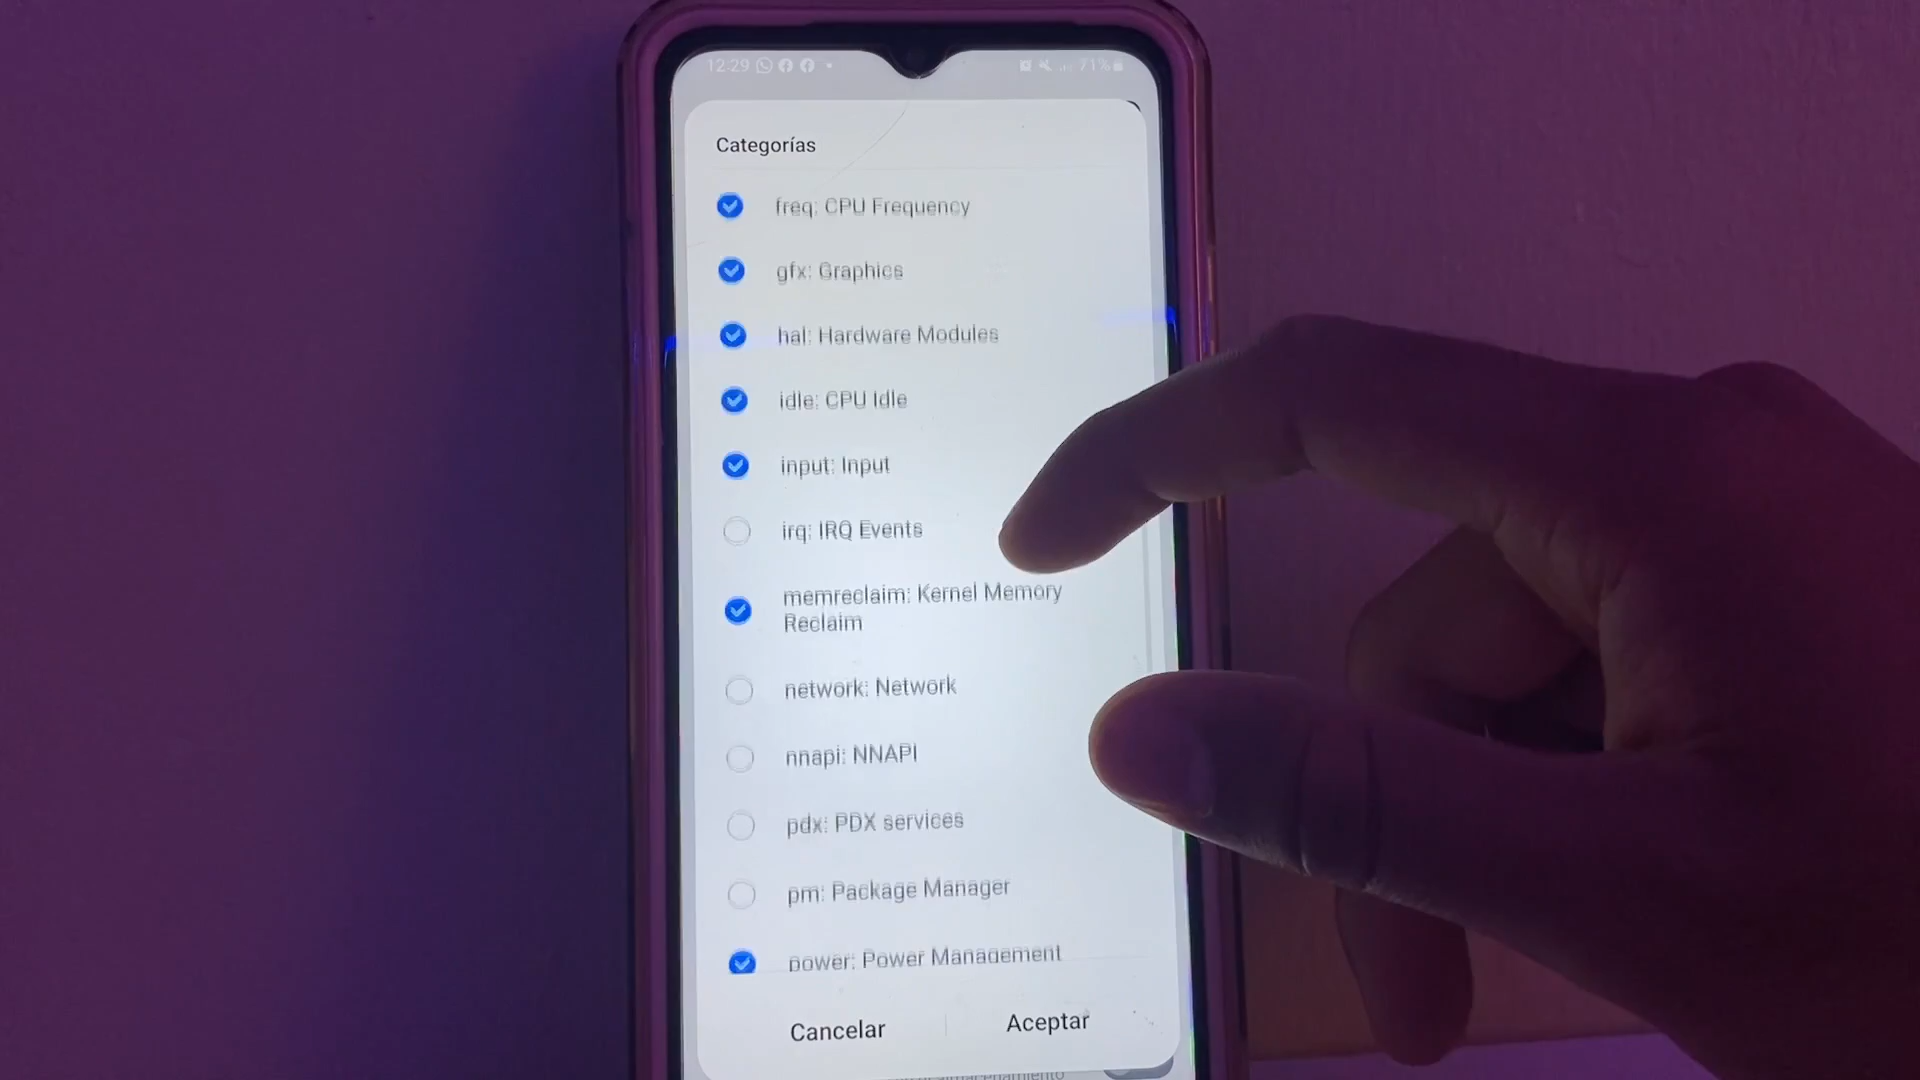 12:29
71%
Categorías
freq: CPU Frequency
gfx: Graphics
hal: Hardware Modules
idle: CPU Idle
input: Input
irq: IRQ Events
memreclaim: Kernel Memory
Reclaim
network: Network
nnapi: NNAPI
pdx: PDX services
pm: Package Manager
power: Power Management
Cancelar
Aceptar